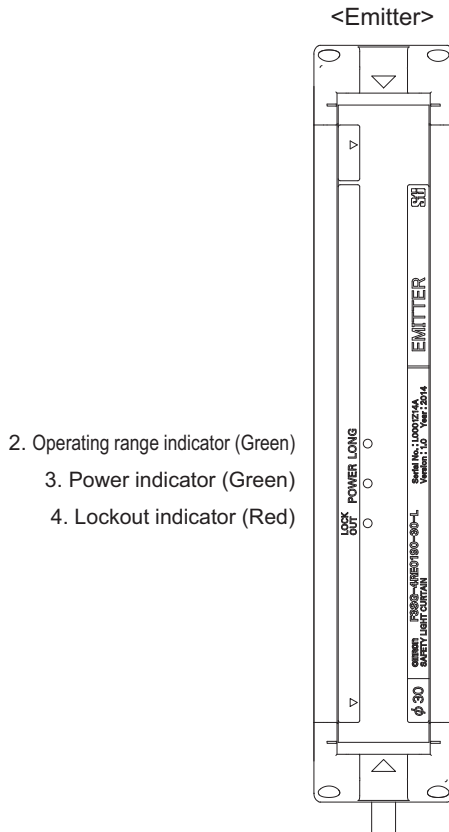 <Emitter>
2. Operating range indicator (Green)
3. Power indicator (Green)
4. Lockout indicator (Red)
LONG
POWER
LOCK
OUT
EMITTER
Serial No. : L0001Z14A
Version : 1.0 Year : 2014
omron F3SG-4RE0190-30-L
SAFETY LIGHT CURTAIN
ϕ 30